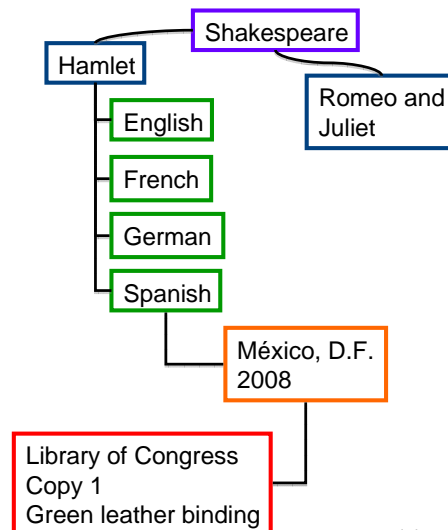 Shakespeare
Hamlet
Romeo and
Juliet
English
French
German
Spanish
México, D.F.
2008
Library of Congress
Copy 1
Green leather binding